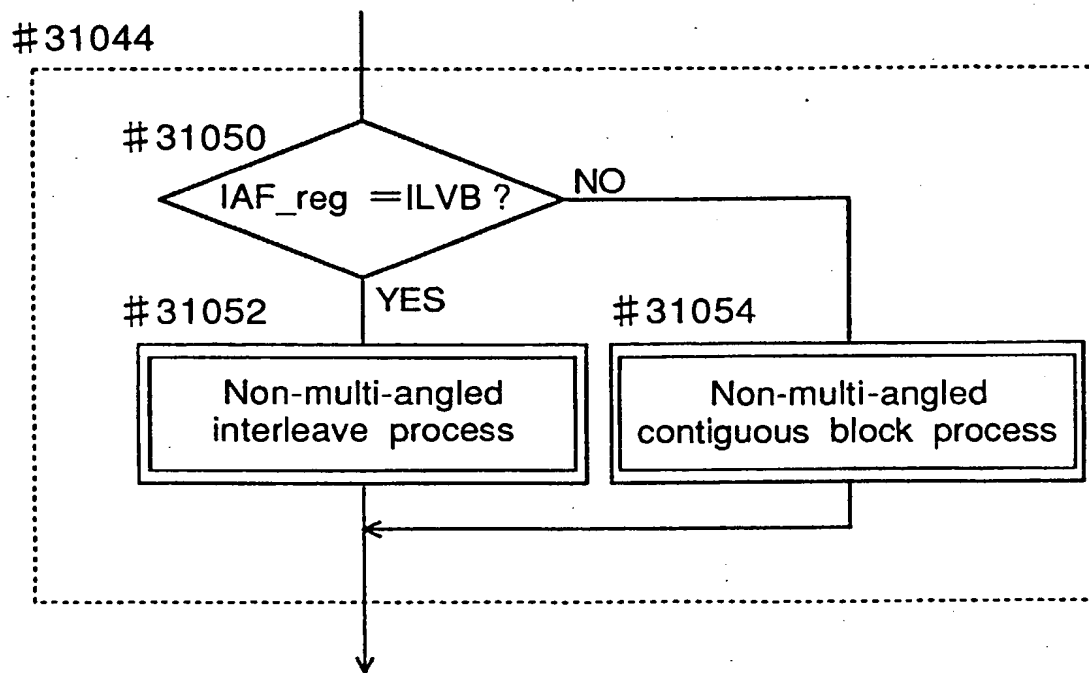 #31044
#31050
IAF_reg =ILVB ?
NO
YES
#31052
#31054
Non-multi-angled
interleave process
Non-multi-angled
contiguous block process